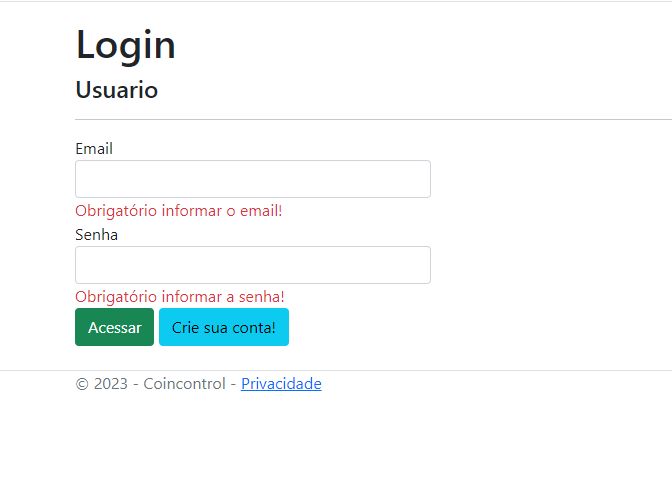 Login
Usuario
Email
Obrigatório informar o email!
Senha
Obrigatório informar a senha!
Acessar Crie sua conta!
© 2023 - Coincontrol - Privacidade